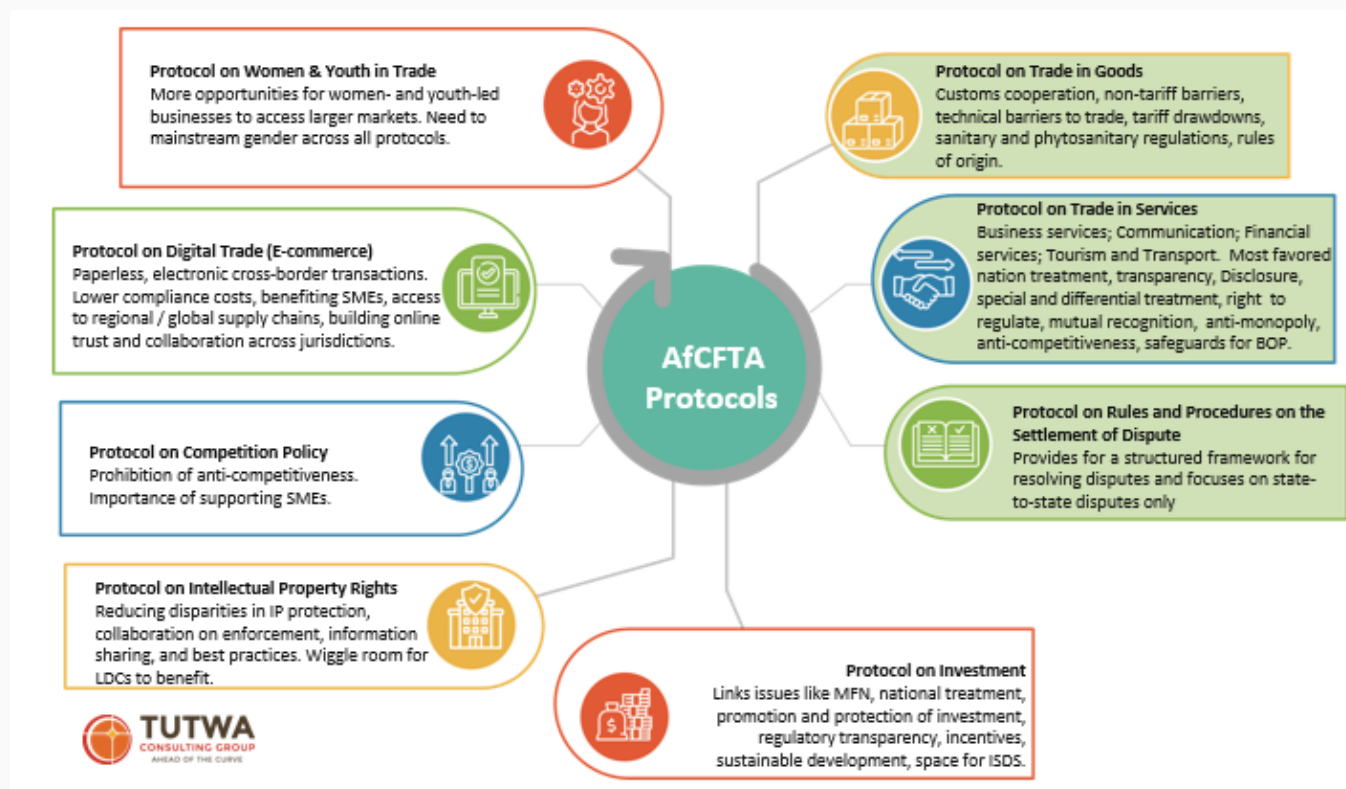 Protocol on Women & Youth in Trade
More opportunities for women- and youth-led
businesses to access larger markets. Need to
mainstream gender across all protocols.
Protocol on Digital Trade (E-commerce)
Paperless, electronic cross-border transactions.
Lower compliance costs, benefiting SMEs, access
to regional / global supply chains, building online
trust and collaboration across jurisdictions.
Protocol on Competition Policy
Prohibition of anti-competitiveness.
Importance of supporting SMEs.
Protocol on Intellectual Property Rights
Reducing disparities in IP protection,
collaboration on enforcement, information
sharing, and best practices. Wiggle room for
LDCs to benefit.
AfCFTA
Protocols
Protocol on Trade in Goods
Customs cooperation, non-tariff barriers,
technical barriers to trade, tariff drawdowns,
sanitary and phytosanitary regulations, rules
of origin.
Protocol on Trade in Services
Business services; Communication; Financial
services; Tourism and Transport. Most favored
nation treatment, transparency, Disclosure,
special and differential treatment, right to
regulate, mutual recognition, anti-monopoly,
anti-competitiveness, safeguards for BOP.
Protocol on Rules and Procedures on the
Settlement of Dispute
Provides for a structured framework for
resolving disputes and focuses on state-
to-state disputes only
Protocol on Investment
Links issues like MFN, national treatment,
promotion and protection of investment,
regulatory transparency, incentives,
sustainable development, space for ISDS.
TUTWA
CONSULTING GROUP
AHEAD OF THE CURVE